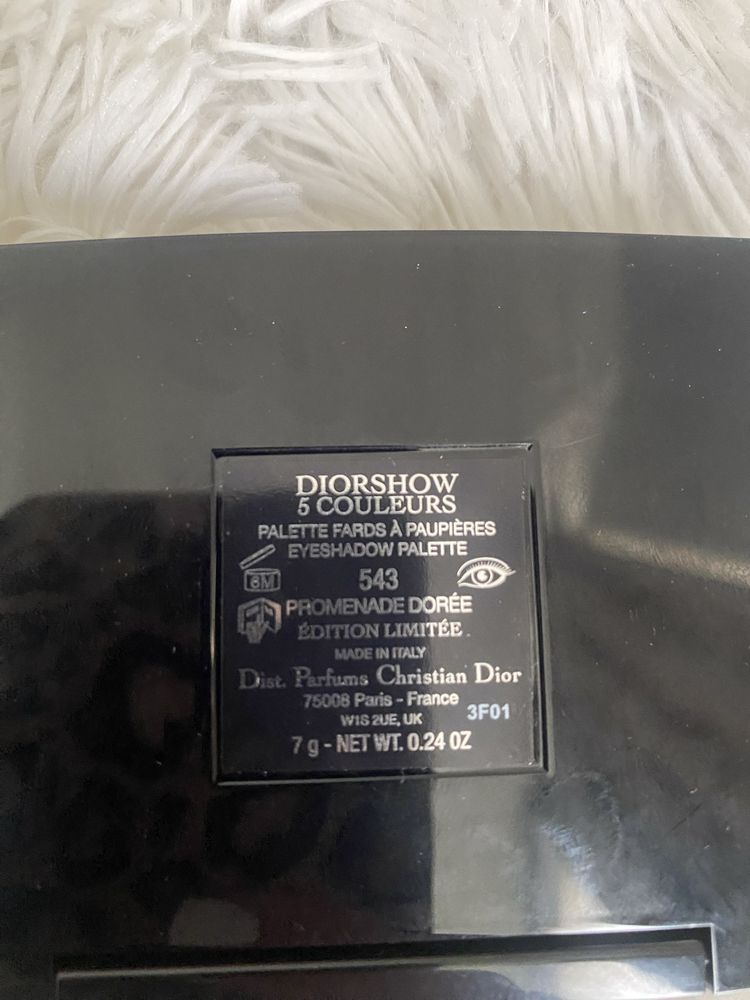 DIORSHOW
5 COULEURS
PALETTE FARDS À PAUPIÈRES
EYESHADOW PALETTE
6M
543
PROMENADE DORÉE
ÉDITION LIMITÉE
MADE IN ITALY
Dist. Parfums Christian Dior
75008 Paris - France
W1S 2UE, UK
3F01
7 g - NET WT. 0.24 OZ